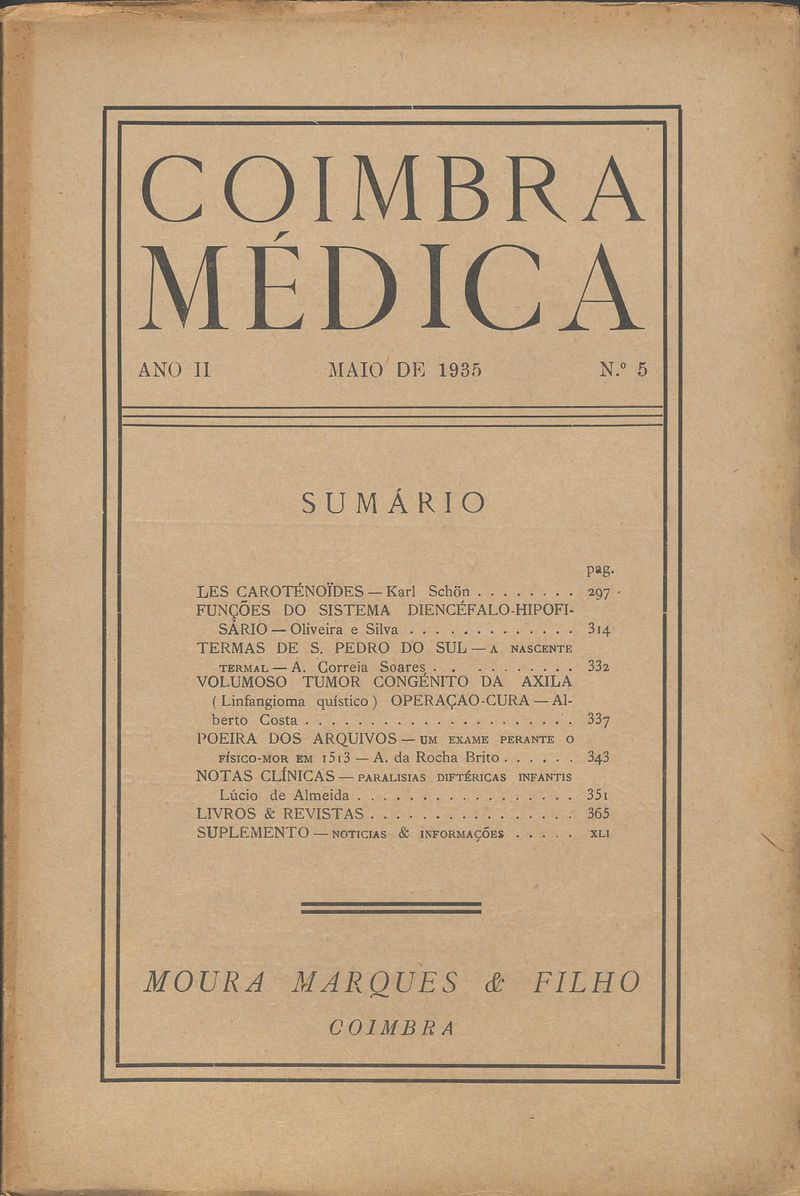 COIMBRA
MÉDICA
ANO II MAIO DE 1935 N.º 5
SUMÁRIO
pag.
LES CAROTÉNOÏDES — Karl Schön . . . . . . . . 297
FUNÇÕES DO SISTEMA DIENCÉFALO-HIPOFI-
SÁRIO — Oliveira e Silva . . . . . . . . . . . . . 314
TERMAS DE S. PEDRO DO SUL — A NASCENTE
TERMAL — A. Correia Soares . . . . . . . . . . 332
VOLUMOSO TUMOR CONGÉNITO DA AXILA
( Linfangioma quístico ) OPERAÇAO-CURA — Al-
berto Costa . . . . . . . . . . . . . . . . . . . . . 337
POEIRA DOS ARQUIVOS — UM EXAME PERANTE O
FÍSICO-MOR EM 1513 — A. da Rocha Brito . . . . . . 343
NOTAS CLÍNICAS — PARALISIAS DIFTÉRICAS INFANTIS
Lúcio de Almeida . . . . . . . . . . . . . . . . . 351
LIVROS & REVISTAS . . . . . . . . . . . . . . . . 365
SUPLEMENTO — NOTICIAS & INFORMAÇÕES . . . . . XLI
MOURA MARQUES & FILHO
COIMBRA